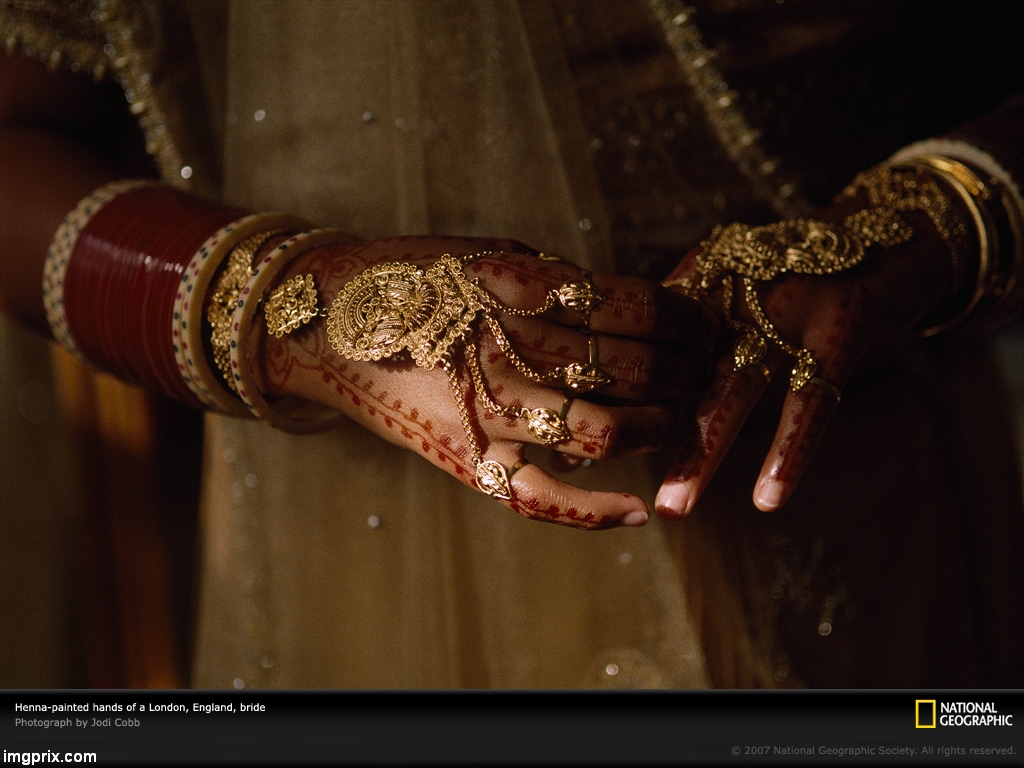 Henna-painted hands of a London, England, bride
Photograph by Jodi Cobb
NATIONAL
GEOGRAPHIC
© 2007 National Geographic Society. All rights reserved.
imgprix.com